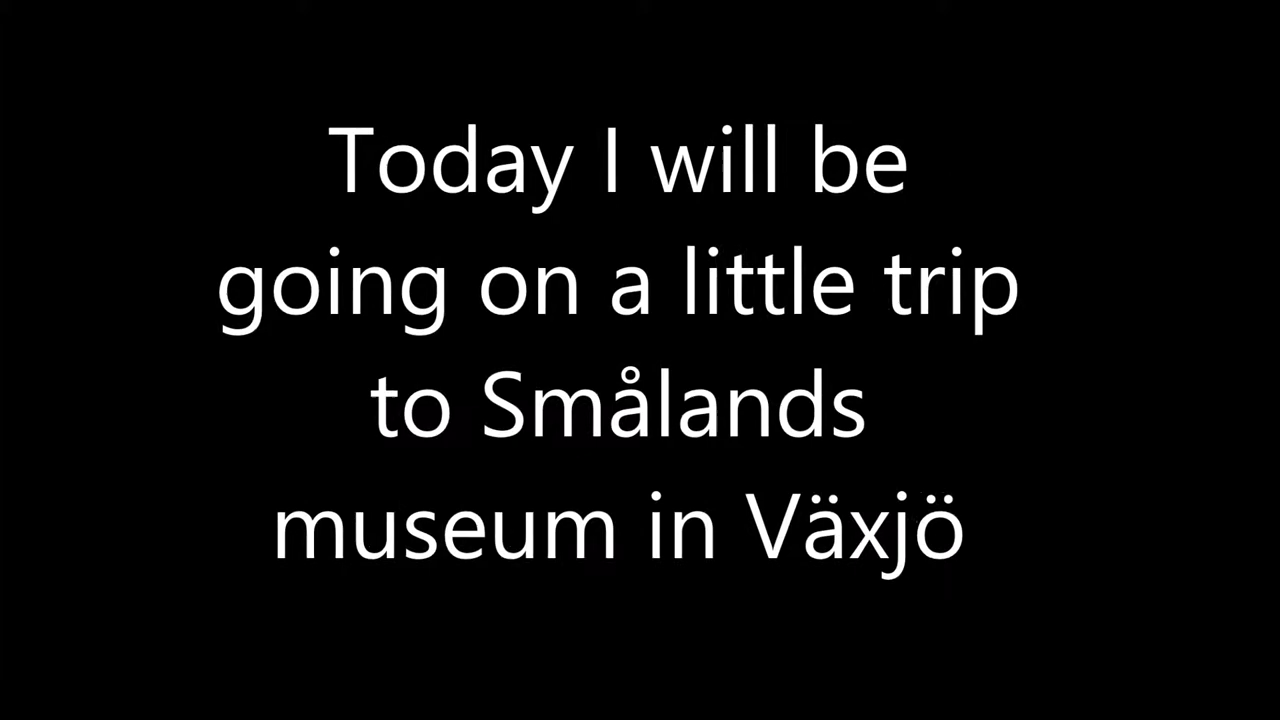 Today I will be
going on a little trip
to Smålands
museum in Växjö